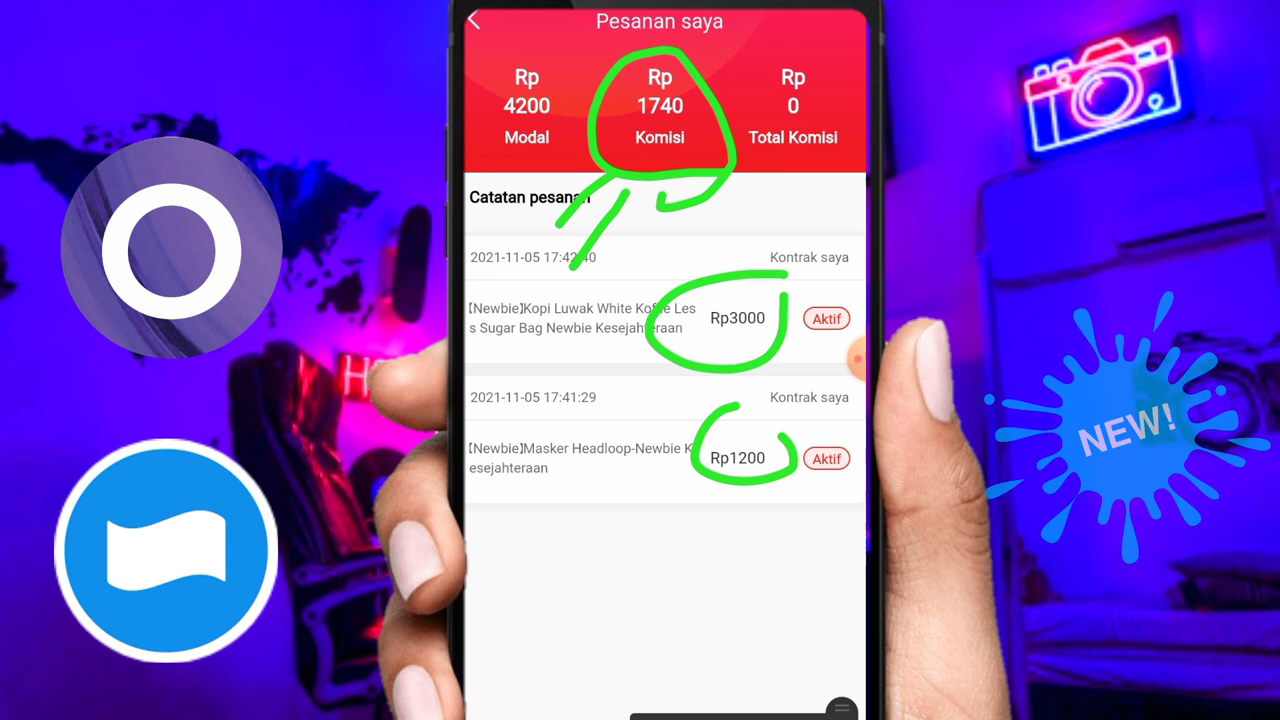 Pesanan saya
Rp
4200
Modal
Rp
1740
Komisi
Rp
0
Total Komisi
Catatan pesanan
2021-11-05 17:42:40
Kontrak saya
【Newbie】Kopi Luwak White Koffie Les
s Sugar Bag Newbie Kesejahteraan
Rp3000
Aktif
2021-11-05 17:41:29
Kontrak saya
【Newbie】Masker Headloop-Newbie K
esejahteraan
Rp1200
Aktif
NEW!